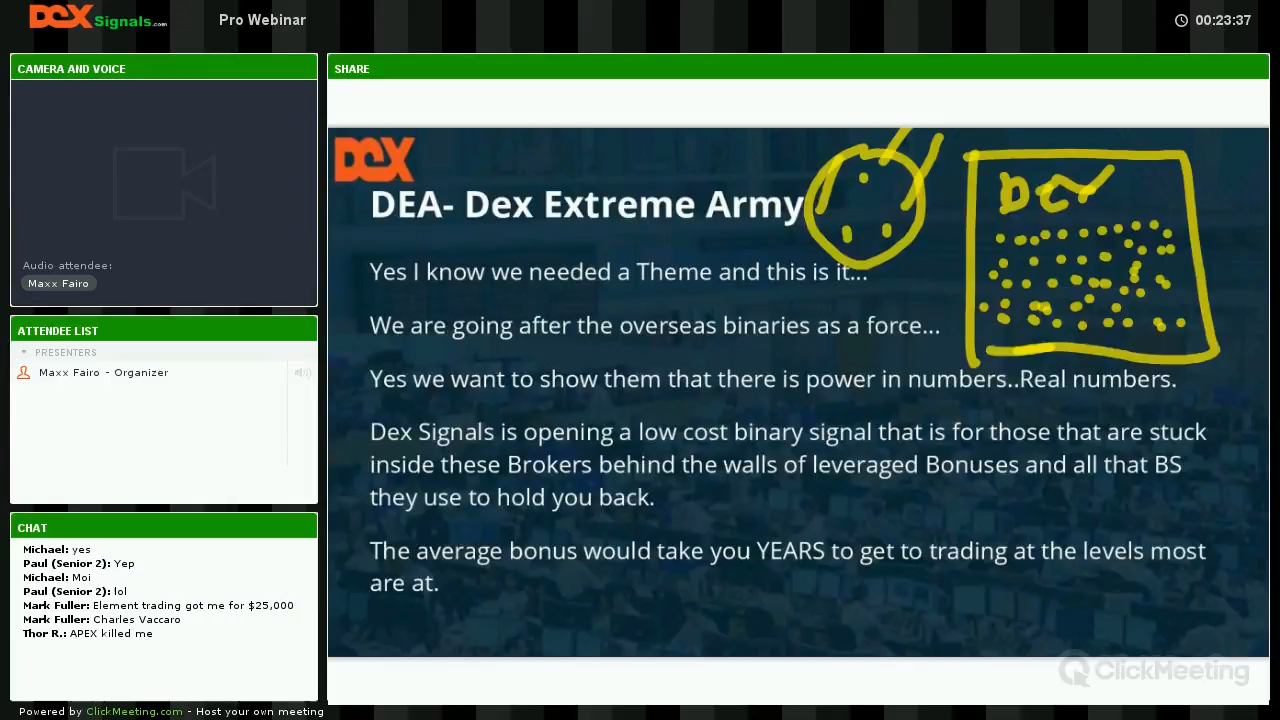 DEX Signals.com
Pro Webinar
00:23:37
CAMERA AND VOICE
Audio attendee:
Maxx Fairo
ATTENDEE LIST
PRESENTERS
Maxx Fairo - Organizer
CHAT
Michael: yes
Paul (Senior 2): Yep
Michael: Moi
Paul (Senior 2): lol
Mark Fuller: Element trading got me for $25,000
Mark Fuller: Charles Vaccaro
Thor R.: APEX killed me
Powered by ClickMeeting.com - Host your own meeting
SHARE
DEX
DEA- Dex Extreme Army
Yes I know we needed a Theme and this is it...
We are going after the overseas binaries as a force...
Yes we want to show them that there is power in numbers..Real numbers.
Dex Signals is opening a low cost binary signal that is for those that are stuck
inside these Brokers behind the walls of leveraged Bonuses and all that BS
they use to hold you back.
The average bonus would take you YEARS to get to trading at the levels most
are at.
ClickMeeting